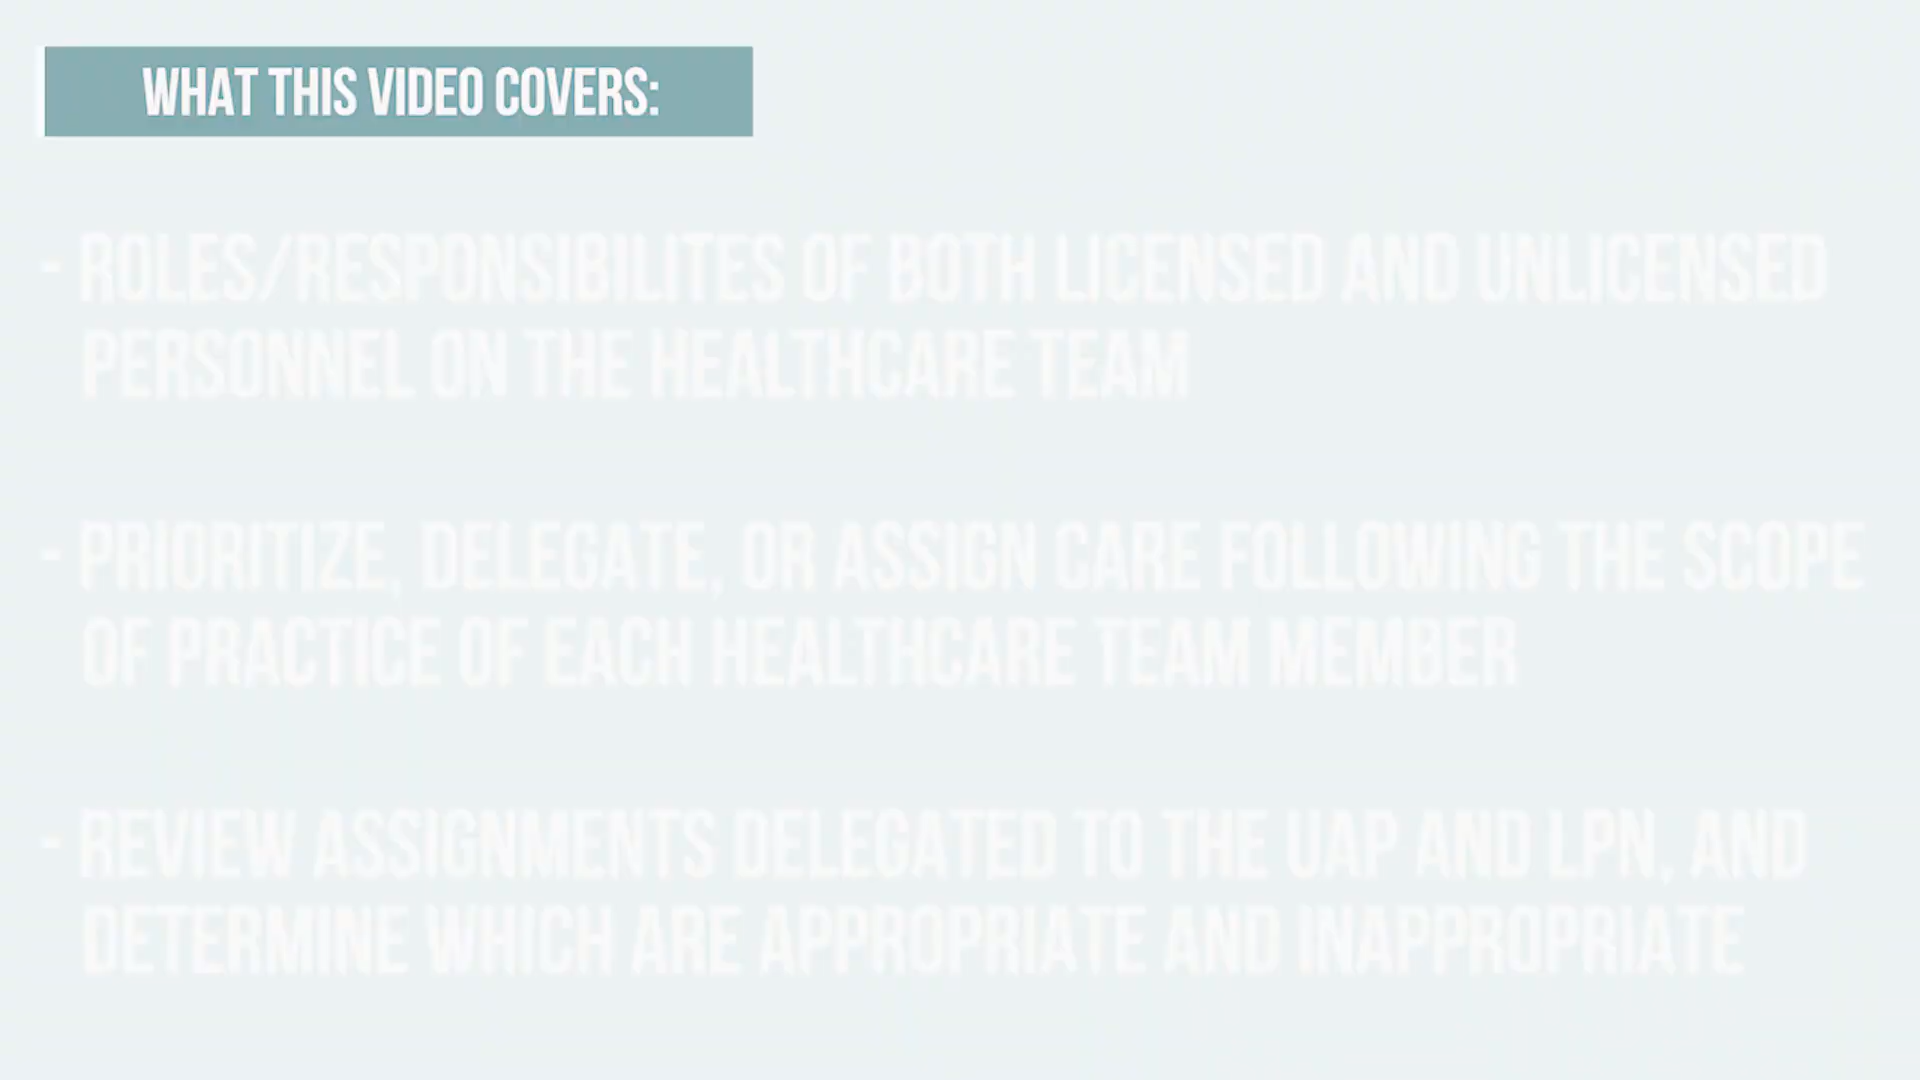 WHAT THIS VIDEO COVERS:
- ROLES/RESPONSIBILITES OF BOTH LICENSED AND UNLICENSED
PERSONNEL ON THE HEALTHCARE TEAM
- PRIORITIZE, DELEGATE, OR ASSIGN CARE FOLLOWING THE SCOPE
OF PRACTICE OF EACH HEALTHCARE TEAM MEMBER
- REVIEW ASSIGNMENTS DELEGATED TO THE UAP AND LPN, AND
DETERMINE WHICH ARE APPROPRIATE AND INAPPROPRIATE